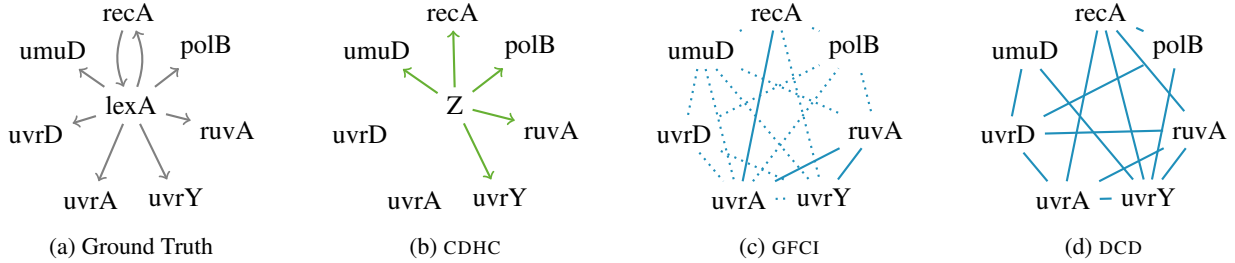 recA
umuD polB
lexA
uvrD ruvA
uvrA uvrY
(a) Ground Truth
recA
umuD polB
Z
uvrD ruvA
uvrA uvrY
(b) CDHC
recA
umuD polB
uvrD ruvA
uvrA uvrY
(c) GFCI
recA
umuD polB
uvrD ruvA
uvrA uvrY
(d) DCD